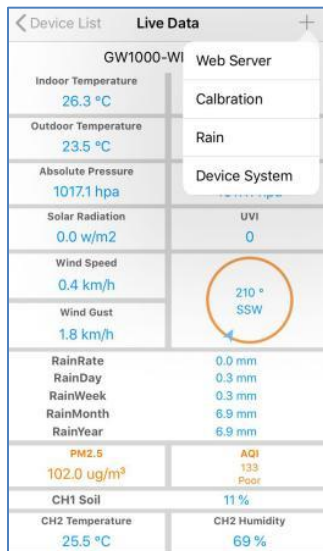 Device List Live Data
GW1000-WI
Web Server
Calbration
Rain
Device System
Indoor Temperature
26.3 °C
Outdoor Temperature
23.5 °C
Absolute Pressure
1017.1 hpa
Solar Radiation UVI
0.0 w/m2 0
Wind Speed
0.4 km/h
210 °
SSW
Wind Gust
1.8 km/h
RainRate 0.0 mm
RainDay 0.3 mm
RainWeek 0.3 mm
RainMonth 6.9 mm
RainYear 6.9 mm
PM2.5 AQI
102.0 ug/m³ 133
Poor
CH1 Soil 11 %
CH2 Temperature CH2 Humidity
25.5 °C 69 %